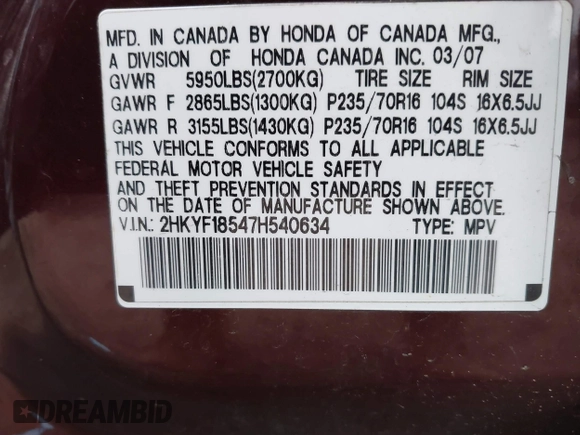 MFD. IN CANADA BY HONDA OF CANADA MFG.,
A DIVISION OF HONDA CANADA INC. 03/07
GVWR 5950LBS(2700KG) TIRE SIZE RIM SIZE
GAWR F 2865LBS(1300KG) P235/70R16 104S 16X6.5JJ
GAWR R 3155LBS(1430KG) P235/70R16 104S 16X6.5JJ
THIS VEHICLE CONFORMS TO ALL APPLICABLE
FEDERAL MOTOR VEHICLE SAFETY
AND THEFT PREVENTION STANDARDS IN EFFECT
ON THE DATE OF MANUFACTURE SHOWN ABOVE.
V.I.N.: 2HKYF18547H540634 TYPE: MPV
DREAMBID